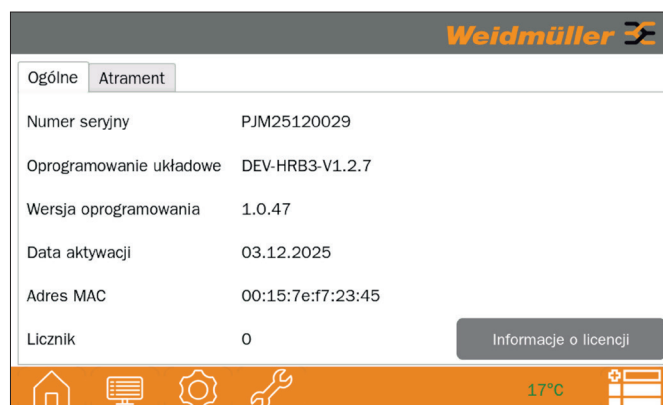 Weidmüller
Ogólne Atrament
Numer seryjny PJM25120029
Oprogramowanie układowe DEV-HRB3-V1.2.7
Wersja oprogramowania 1.0.47
Data aktywacji 03.12.2025
Adres MAC 00:15:7e:f7:23:45
Licznik 0 Informacje o licencji
17°C